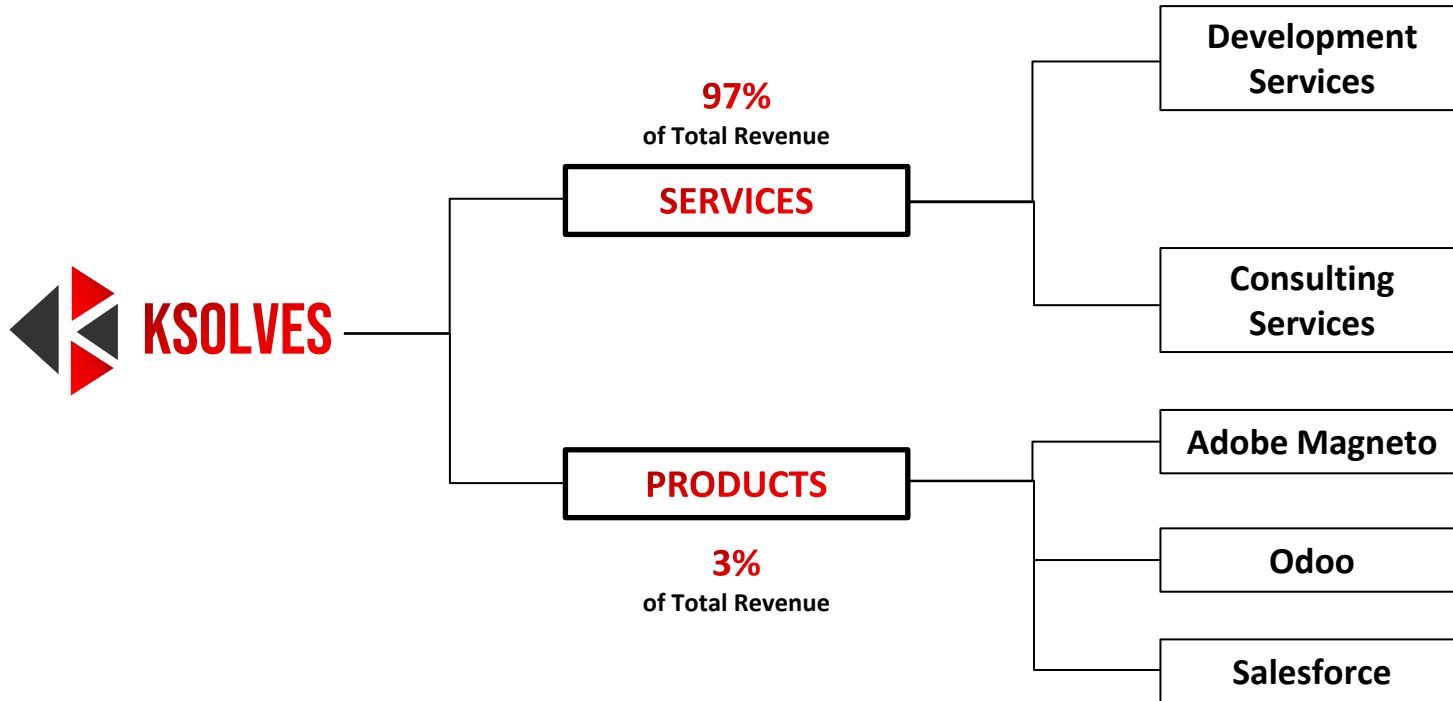 Development
Services
97%
of Total Revenue
SERVICES
Consulting
Services
KSOLVES
Adobe Magneto
PRODUCTS
3%
of Total Revenue
Odoo
Salesforce